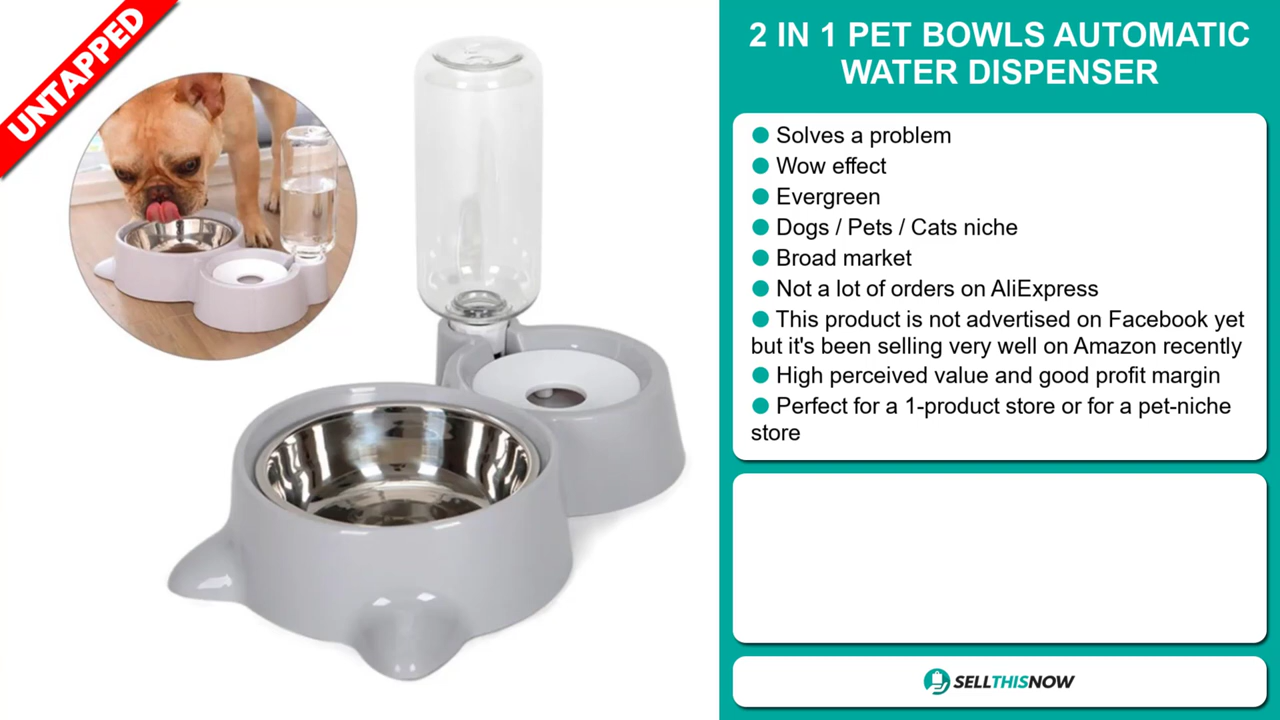 UNTAPPED
2 IN 1 PET BOWLS AUTOMATIC
WATER DISPENSER
Solves a problem
Wow effect
Evergreen
Dogs / Pets / Cats niche
Broad market
Not a lot of orders on AliExpress
This product is not advertised on Facebook yet
but it's been selling very well on Amazon recently
High perceived value and good profit margin
Perfect for a 1-product store or for a pet-niche
store
SELLTHISNOW